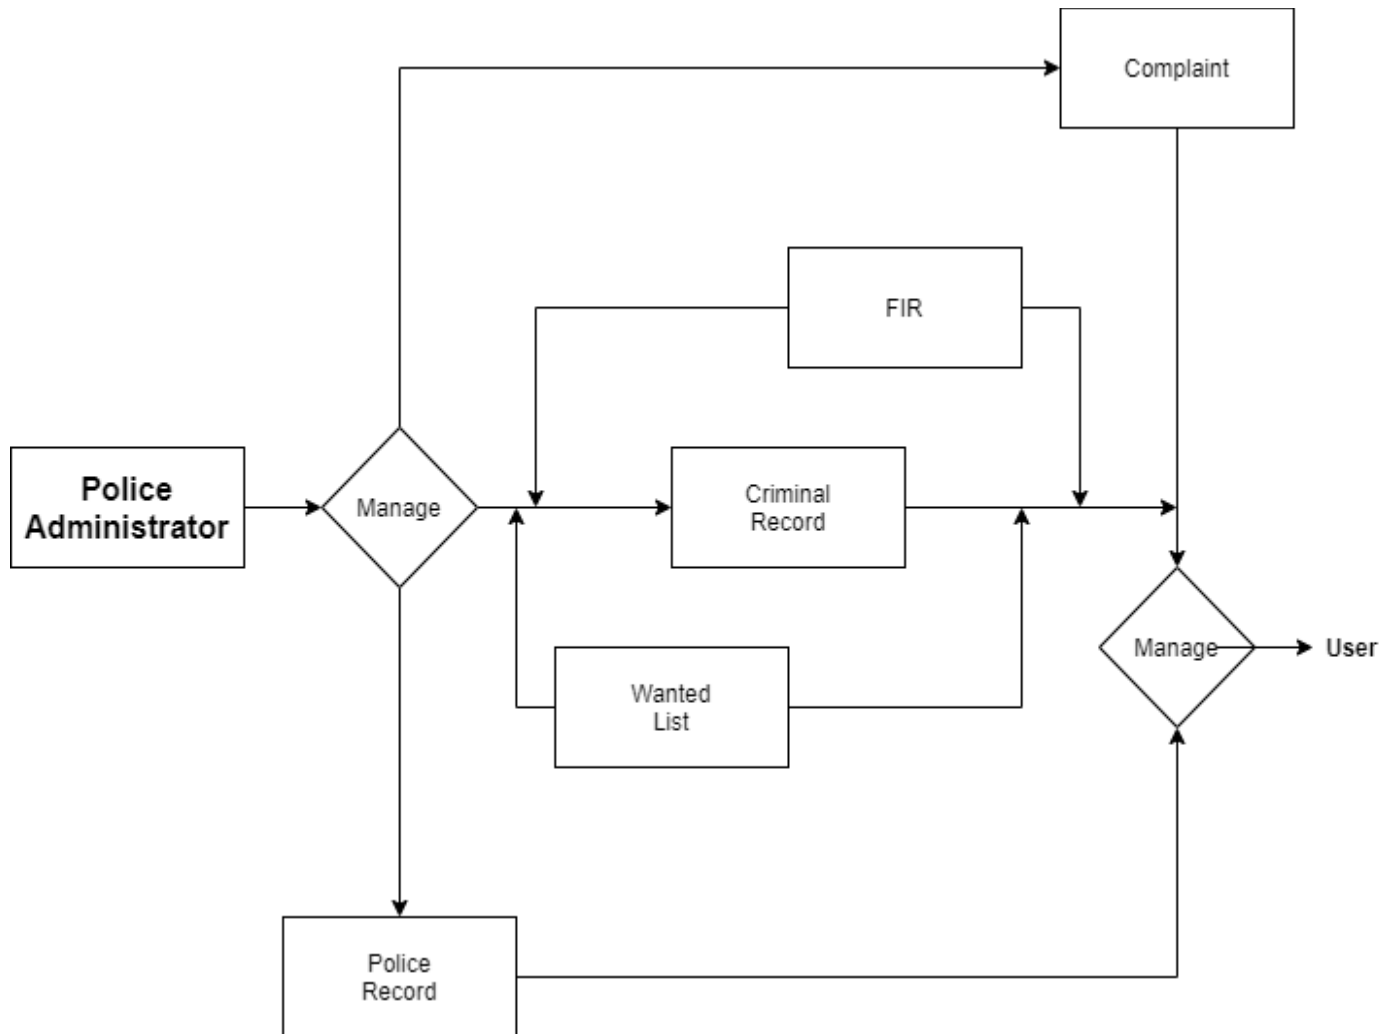 Complaint
FIR
Police
Administrator
Manage
Criminal
Record
Wanted
List
Manage
User
Police
Record